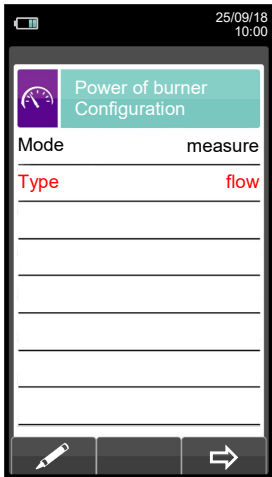 25/09/18
10:00
Power of burner
Configuration
Mode measure
Type flow